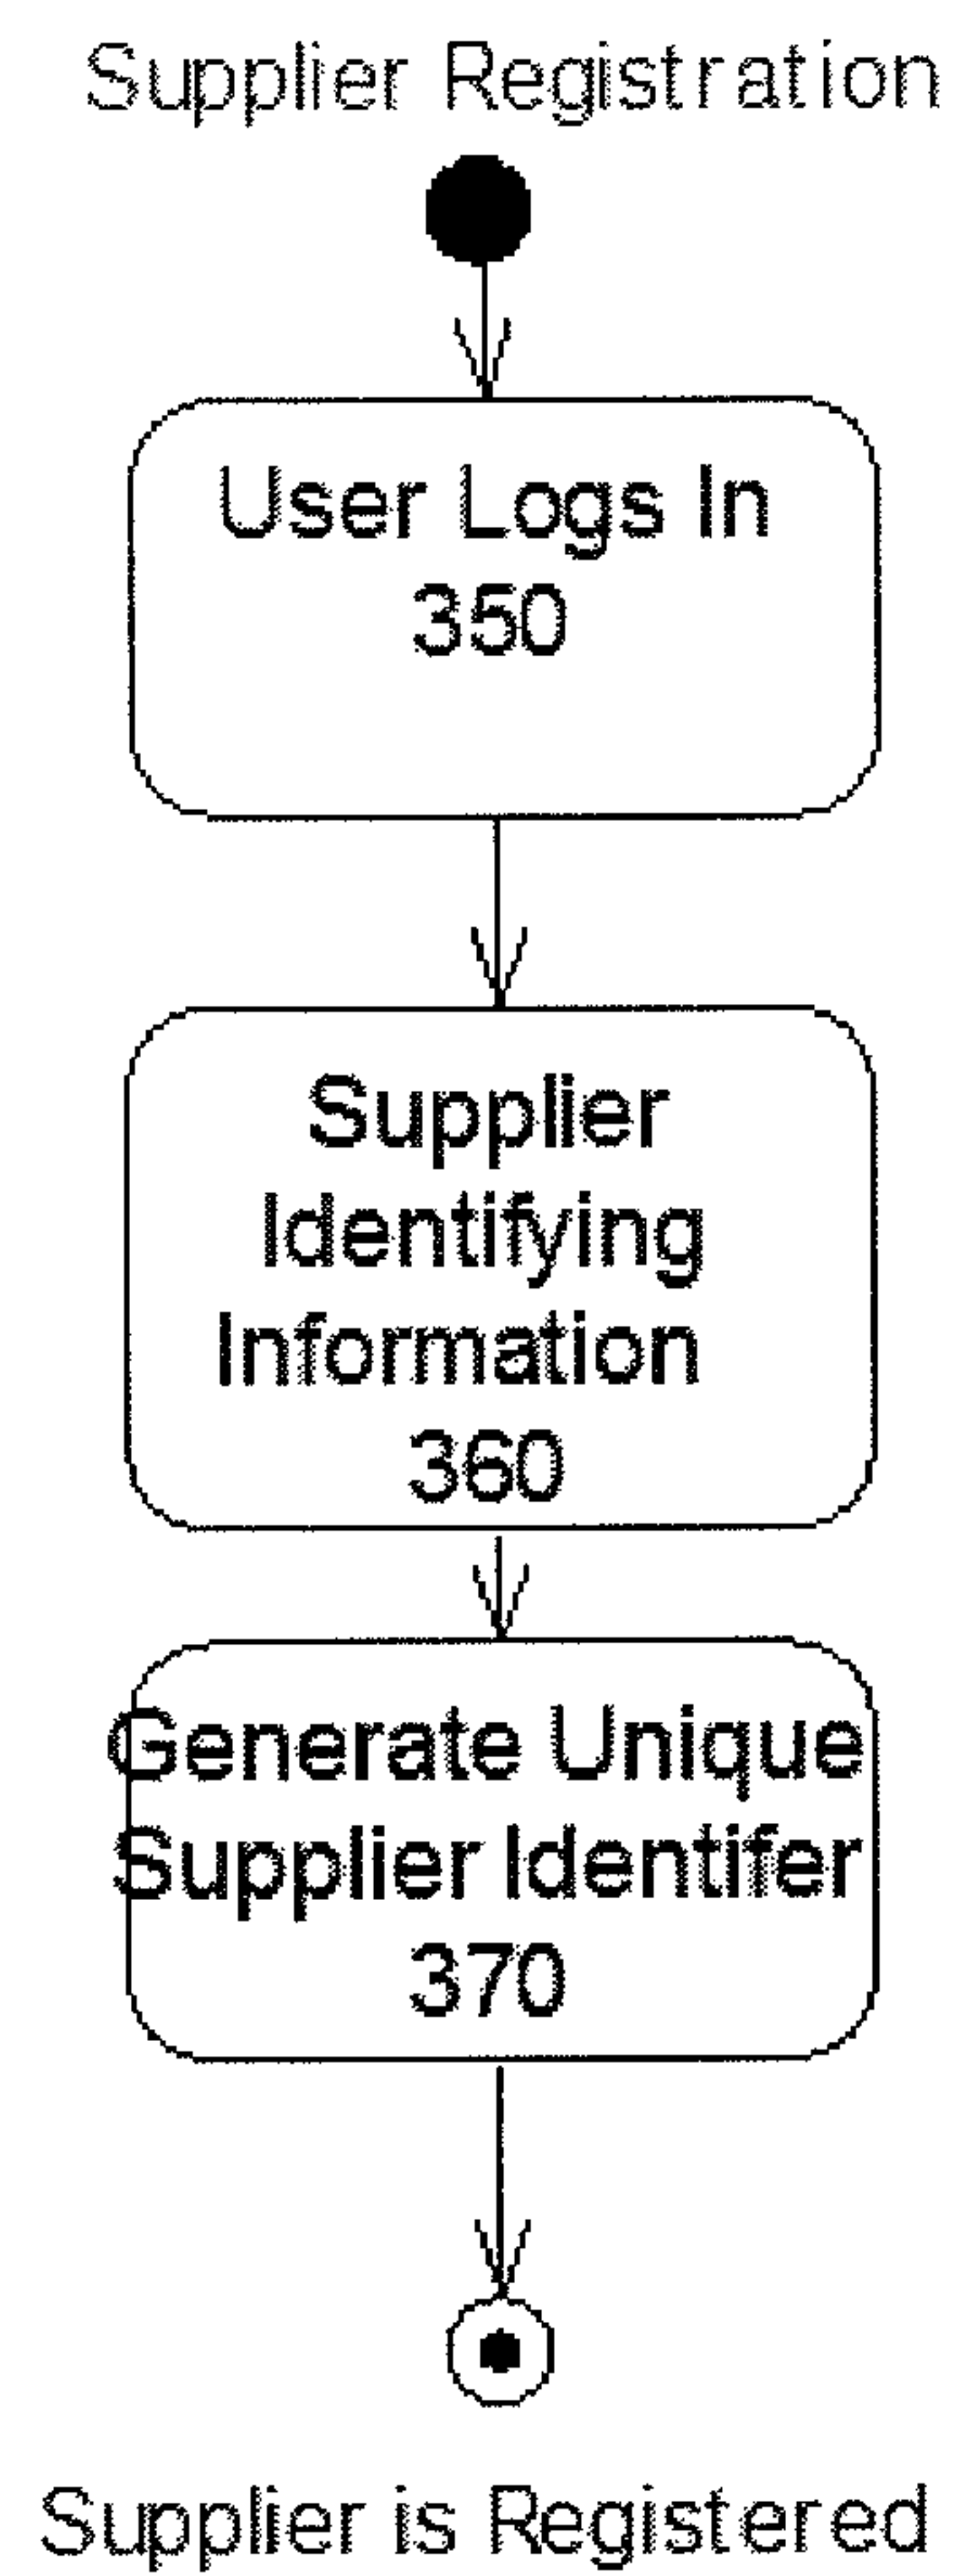 Supplier Registration
User Logs In
350
Supplier
Identifying
Information
360
Generate Unique
Supplier Identifer
370
Supplier is Registered